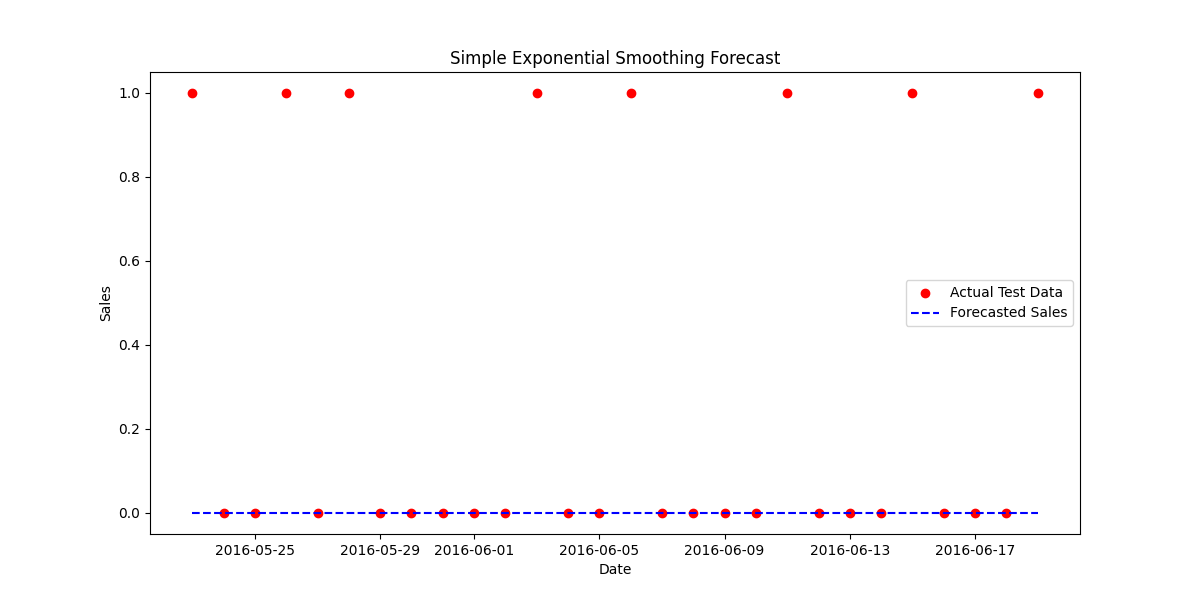 Simple Exponential Smoothing Forecast
1.0
0.8
0.6
0.4
0.2
0.0
Sales
Actual Test Data
Forecasted Sales
2016-05-25 2016-05-29 2016-06-01 2016-06-05 2016-06-09 2016-06-13 2016-06-17
Date